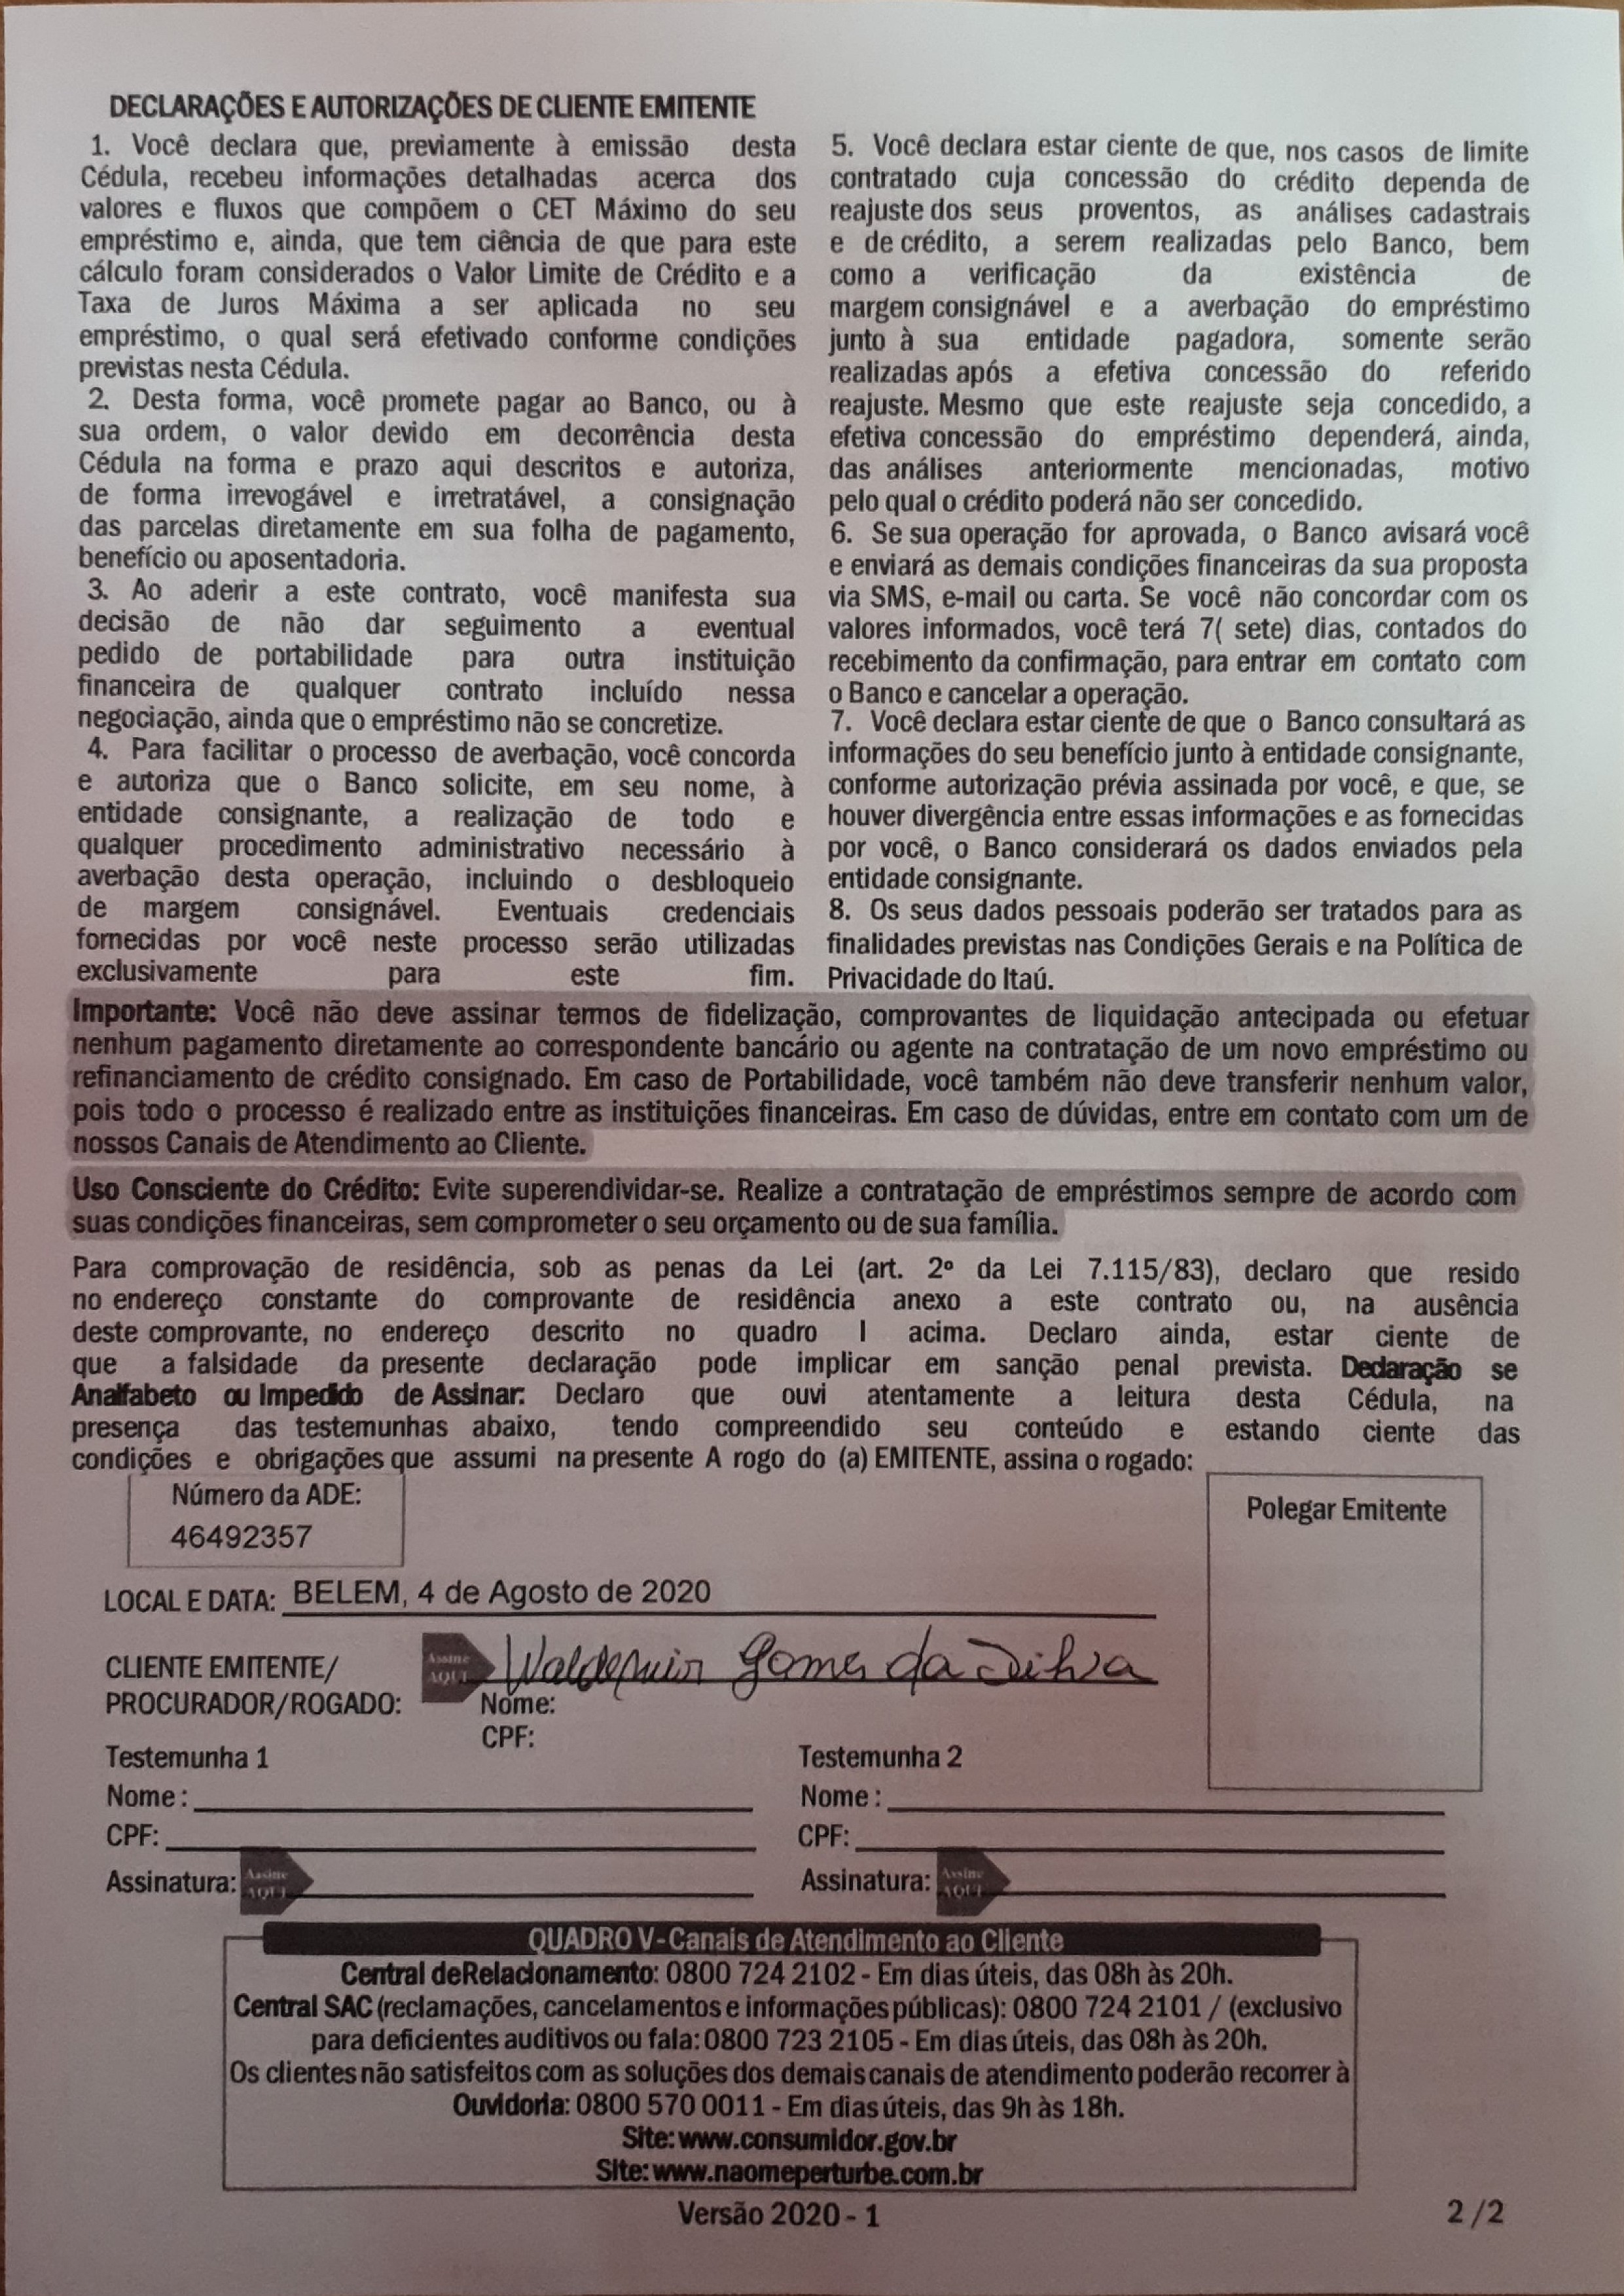 DECLARAÇÕES E AUTORIZAÇÕES DE CLIENTE EMITENTE
1. Você declara que, previamente à emissão desta
Cédula, recebeu informações detalhadas acerca dos
valores e fluxos que compõem o CET Máximo do seu
empréstimo e, ainda, que tem ciência de que para este
cálculo foram considerados o Valor Limite de Crédito e a
Taxa de Juros Máxima a ser aplicada no seu
empréstimo, o qual será efetivado conforme condições
previstas nesta Cédula.
2. Desta forma, você promete pagar ao Banco, ou à
sua ordem, o valor devido em decorrência desta
Cédula na forma e prazo aqui descritos e autoriza,
de forma irrevogável e irretratável, a consignação
das parcelas diretamente em sua folha de pagamento,
benefício ou aposentadoria.
3. Ao aderir a este contrato, você manifesta sua
decisão de não dar seguimento a eventual
pedido de portabilidade para outra instituição
financeira de qualquer contrato incluído nessa
negociação, ainda que o empréstimo não se concretize.
4. Para facilitar o processo de averbação, você concorda
e autoriza que o Banco solicite, em seu nome, à
entidade consignante, a realização de todo e
qualquer procedimento administrativo necessário à
averbação desta operação, incluindo o desbloqueio
de margem consignável. Eventuais credenciais
fornecidas por você neste processo serão utilizadas
exclusivamente para este fim.
5. Você declara estar ciente de que, nos casos de limite
contratado cuja concessão do crédito dependa de
reajuste dos seus proventos, as análises cadastrais
e de crédito, a serem realizadas pelo Banco, bem
como a verificação da existência de
margem consignável e a averbação do empréstimo
junto à sua entidade pagadora, somente serão
realizadas após a efetiva concessão do referido
reajuste. Mesmo que este reajuste seja concedido, a
efetiva concessão do empréstimo dependerá, ainda,
das análises anteriormente mencionadas, motivo
pelo qual o crédito poderá não ser concedido.
6. Se sua operação for aprovada, o Banco avisará você
e enviará as demais condições financeiras da sua proposta
via SMS, e-mail ou carta. Se você não concordar com os
valores informados, você terá 7( sete) dias, contados do
recebimento da confirmação, para entrar em contato com
o Banco e cancelar a operação.
7. Você declara estar ciente de que o Banco consultará as
informações do seu benefício junto à entidade consignante,
conforme autorização prévia assinada por você, e que, se
houver divergência entre essas informações e as fornecidas
por você, o Banco considerará os dados enviados pela
entidade consignante.
8. Os seus dados pessoais poderão ser tratados para as
finalidades previstas nas Condições Gerais e na Política de
Privacidade do Itaú.
Importante: Você não deve assinar termos de fidelização, comprovantes de liquidação antecipada ou efetuar
nenhum pagamento diretamente ao correspondente bancário ou agente na contratação de um novo empréstimo ou
refinanciamento de crédito consignado. Em caso de Portabilidade, você também não deve transferir nenhum valor,
pois todo o processo é realizado entre as instituições financeiras. Em caso de dúvidas, entre em contato com um de
nossos Canais de Atendimento ao Cliente.
Uso Consciente do Crédito: Evite superendividar-se. Realize a contratação de empréstimos sempre de acordo com
suas condições financeiras, sem comprometer o seu orçamento ou de sua família.
Para comprovação de residência, sob as penas da Lei (art. 2º da Lei 7.115/83), declaro que resido
no endereço constante do comprovante de residência anexo a este contrato ou, na ausência
deste comprovante, no endereço descrito no quadro I acima. Declaro ainda, estar ciente de
que a falsidade da presente declaração pode implicar em sanção penal prevista. Declaração se
Analfabeto ou Impedido de Assinar: Declaro que ouvi atentamente a leitura desta Cédula, na
presença das testemunhas abaixo, tendo compreendido seu conteúdo e estando ciente das
condições e obrigações que assumi na presente A rogo do (a) EMITENTE, assina o rogado:
Número da ADE:
46492357
Polegar Emitente
LOCAL E DATA: BELEM, 4 de Agosto de 2020
CLIENTE EMITENTE/
PROCURADOR/ROGADO:
Assine
AQUI
Waldemir Gomes da Silva
Nome:
CPF:
Testemunha 1
Nome :
CPF:
Assinatura: Assine
AQUI
Testemunha 2
Nome :
CPF:
Assinatura: Assine
AQUI
QUADRO V-Canais de Atendimento ao Cliente
Central deRelacionamento: 0800 724 2102 - Em dias úteis, das 08h às 20h.
Central SAC (reclamações, cancelamentos e informações públicas): 0800 724 2101 / (exclusivo
para deficientes auditivos ou fala: 0800 723 2105 - Em dias úteis, das 08h às 20h.
Os clientes não satisfeitos com as soluções dos demais canais de atendimento poderão recorrer à
Ouvidoria: 0800 570 0011 - Em dias úteis, das 9h às 18h.
Site: www.consumidor.gov.br
Site: www.naomeperturbe.com.br
Versão 2020 - 1
2 /2